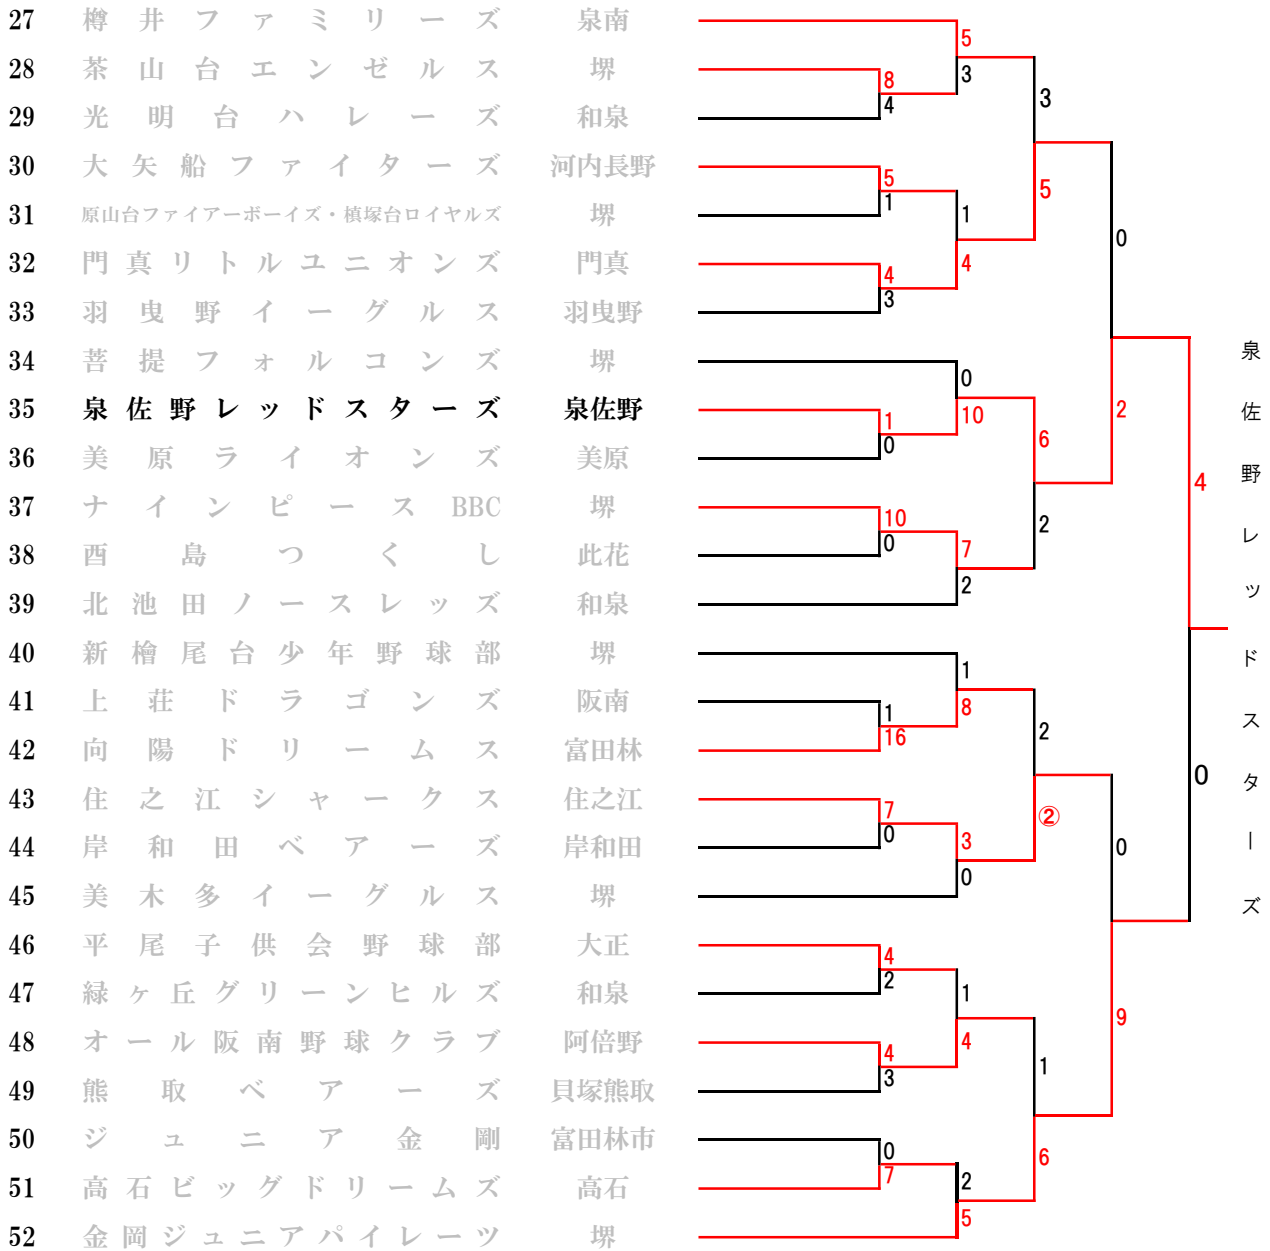 27 樽井ファミリーズ 泉南
28 茶山台エンゼルス 堺
29 光明台ハレーズ 和泉
30 大矢船ファイターズ 河内長野
31 原山台ファイアーボーイズ・槙塚台ロイヤルズ 堺
32 門真リトルユニオンズ 門真
33 羽曳野イーグルス 羽曳野
34 菩提フォルコンズ 堺
35 泉佐野レッドスターズ 泉佐野
36 美原ライオンズ 美原
37 ナインピースBBC 堺
38 酉島つくし 此花
39 北池田ノースレッズ 和泉
40 新檜尾台少年野球部 堺
41 上荘ドラゴンズ 阪南
42 向陽ドリームス 富田林
43 住之江シャークス 住之江
44 岸和田ベアーズ 岸和田
45 美木多イーグルス 堺
46 平尾子供会野球部 大正
47 緑ヶ丘グリーンヒルズ 和泉
48 オール阪南野球クラブ 阿倍野
49 熊取ベアーズ 貝塚熊取
50 ジュニア金剛 富田林市
51 高石ビッグドリームズ 高石
52 金岡ジュニアパイレーツ 堺
8
4
5
1
4
3
1
0
10
0
1
16
7
0
4
2
4
3
0
7
5
3
1
4
0
10
7
2
1
8
3
0
1
4
2
5
3
5
6
2
2
②
1
6
0
2
0
9
4
0
泉佐野レッドスターズ